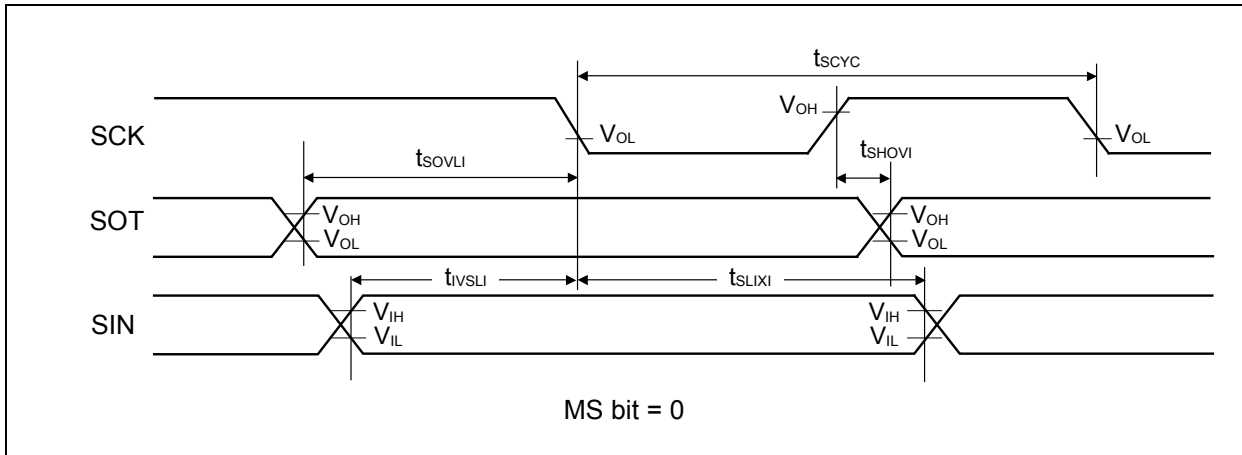 tSCYC
SCK
VOH
VOL
VOL
tSHOVI
tSOVLI
SOT
VOH
VOL
VOH
VOL
tIVSLI
tSLIXI
SIN
VIH
VIL
VIH
VIL
MS bit = 0